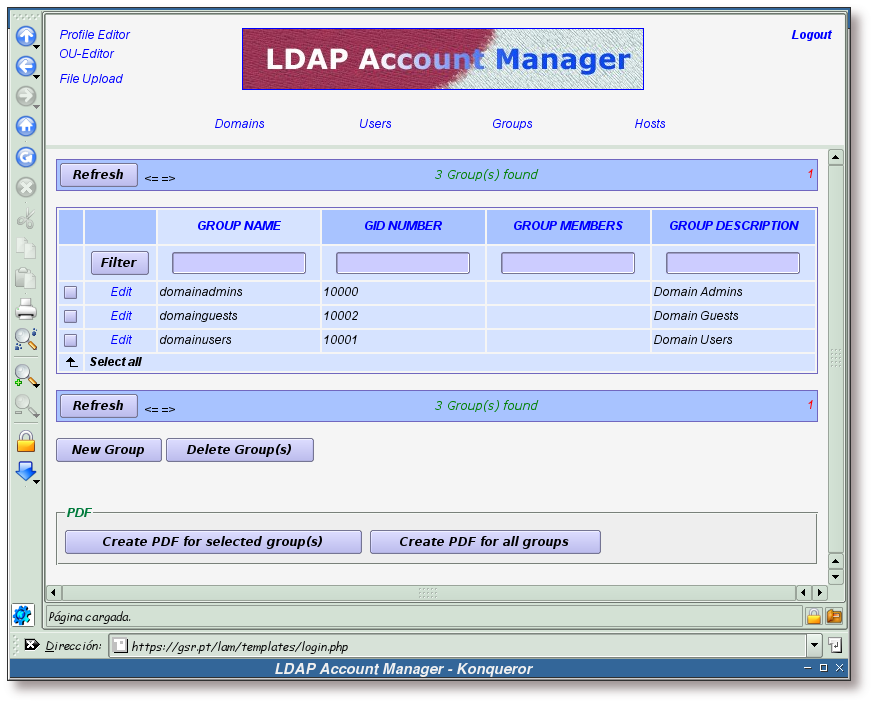 Profile Editor
OU-Editor
File Upload
LDAP Account Manager
Logout
Domains Users Groups Hosts
Refresh <= => 3 Group(s) found 1
GROUP NAME GID NUMBER GROUP MEMBERS GROUP DESCRIPTION
Filter
Edit domainadmins 10000 Domain Admins
Edit domainguests 10002 Domain Guests
Edit domainusers 10001 Domain Users
Select all
Refresh <= => 3 Group(s) found 1
New Group Delete Group(s)
PDF
Create PDF for selected group(s) Create PDF for all groups
Página cargada.
Dirección: https://gsr.pt/lam/templates/login.php
LDAP Account Manager - Konqueror